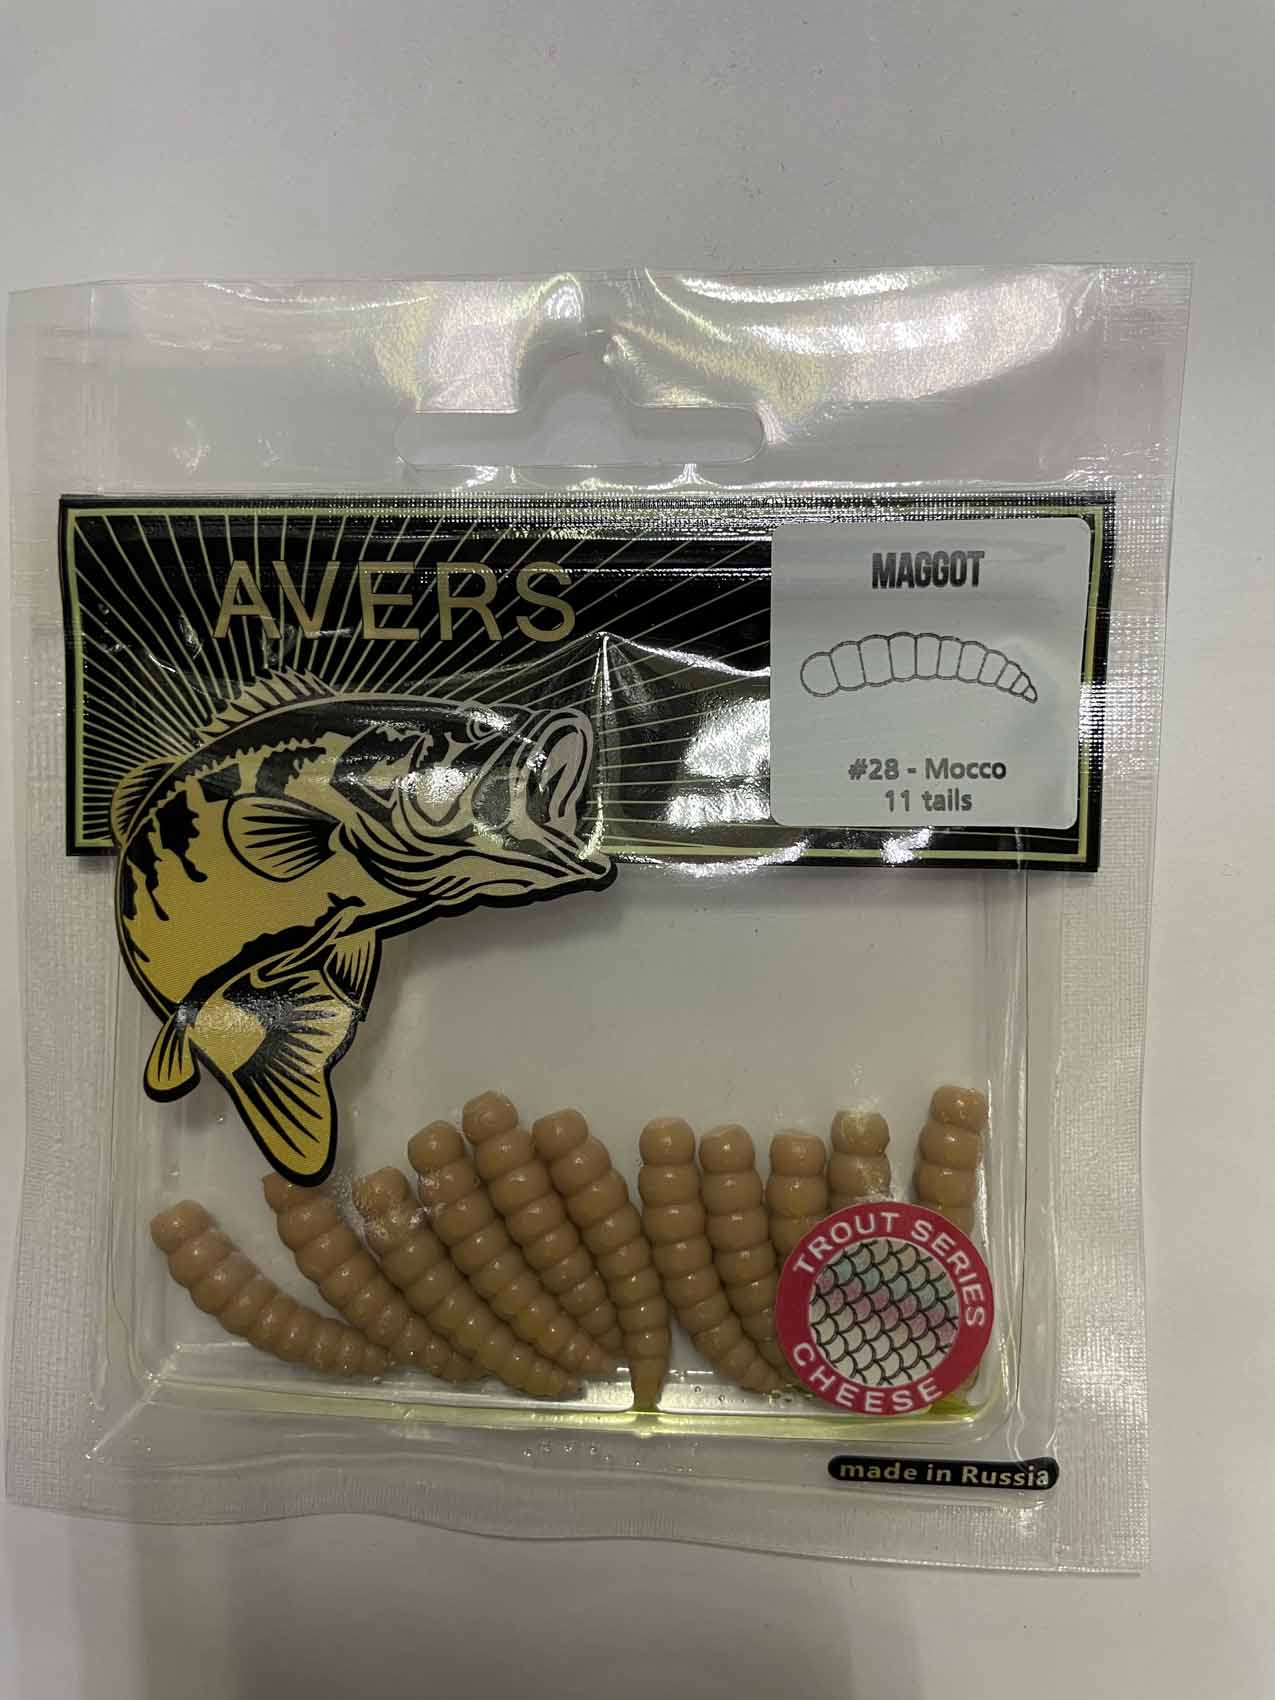 AVERS
MAGGOT
#28 - Mocco
11 tails
TROUT SERIES
CHEESE
made in Russia